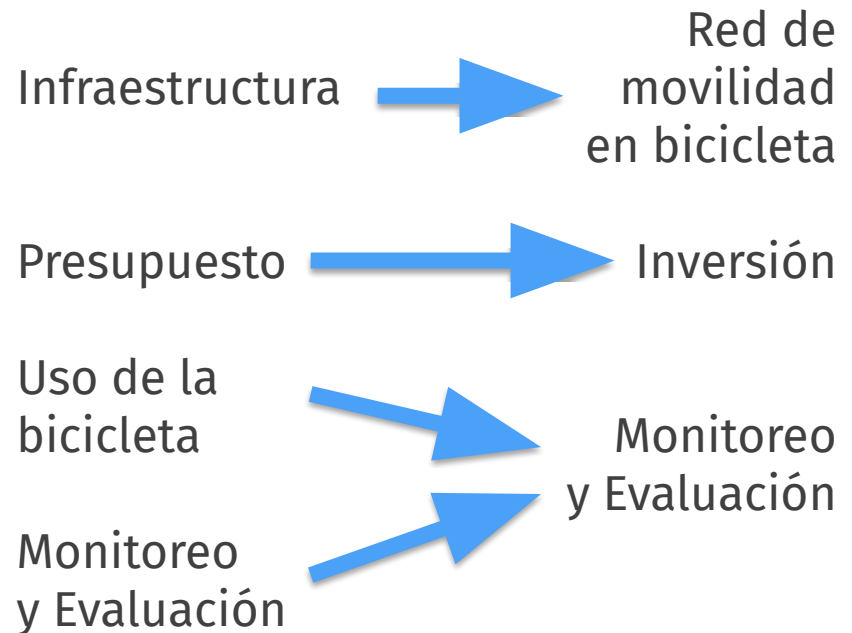 Infraestructura
Red de
movilidad
en bicicleta
Presupuesto
Inversión
Uso de la
bicicleta
Monitoreo
y Evaluación
Monitoreo
y Evaluación